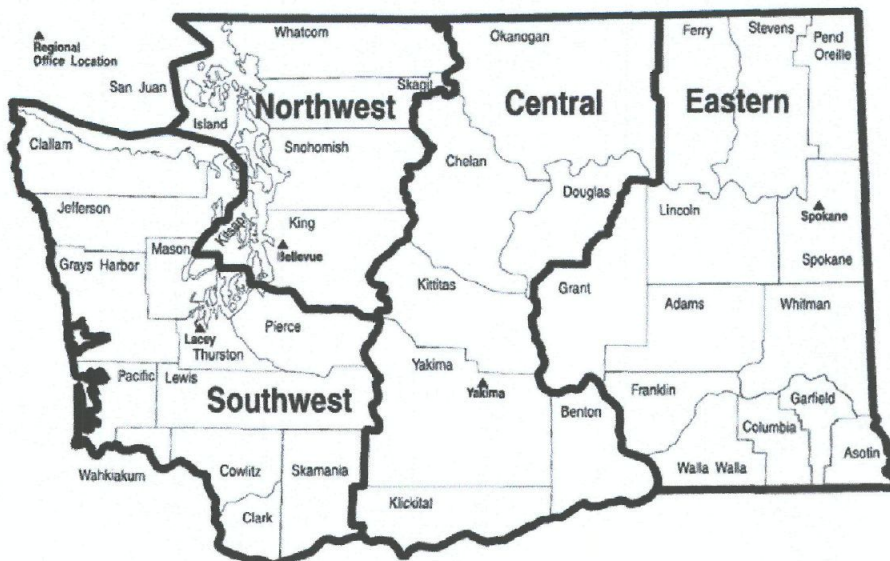 Regional
Office Location
San Juan
Whatcom
Skagit
Northwest
Island
Snohomish
King
Bellevue
Kitsap
Clallam
Jefferson
Mason
Grays Harbor
Lacey
Thurston
Pierce
Pacific
Lewis
Southwest
Wahkiakum
Cowlitz
Skamania
Clark
Okanogan
Central
Chelan
Douglas
Kittitas
Yakima
Yakima
Benton
Klickitat
Ferry
Stevens
Pend
Oreille
Eastern
Lincoln
Spokane
Spokane
Grant
Adams
Whitman
Franklin
Garfield
Columbia
Walla Walla
Asotin